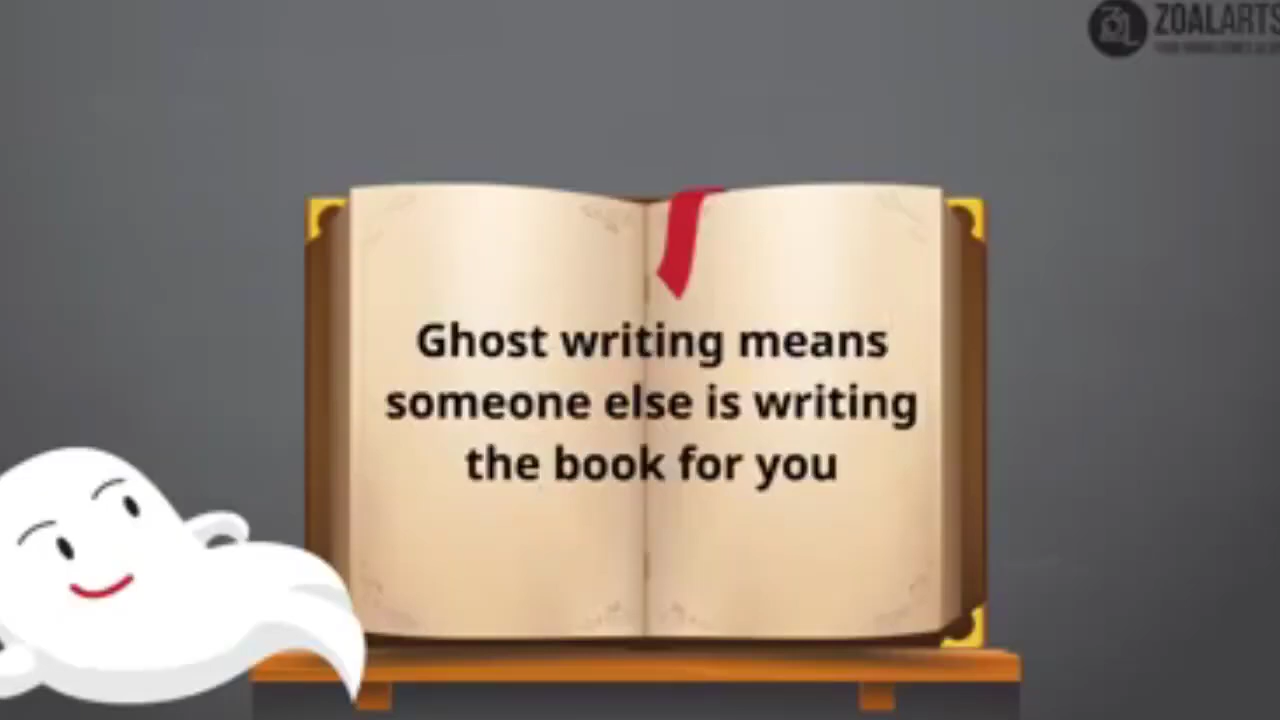 ZOALARTS
Ghost writing means
someone else is writing
the book for you